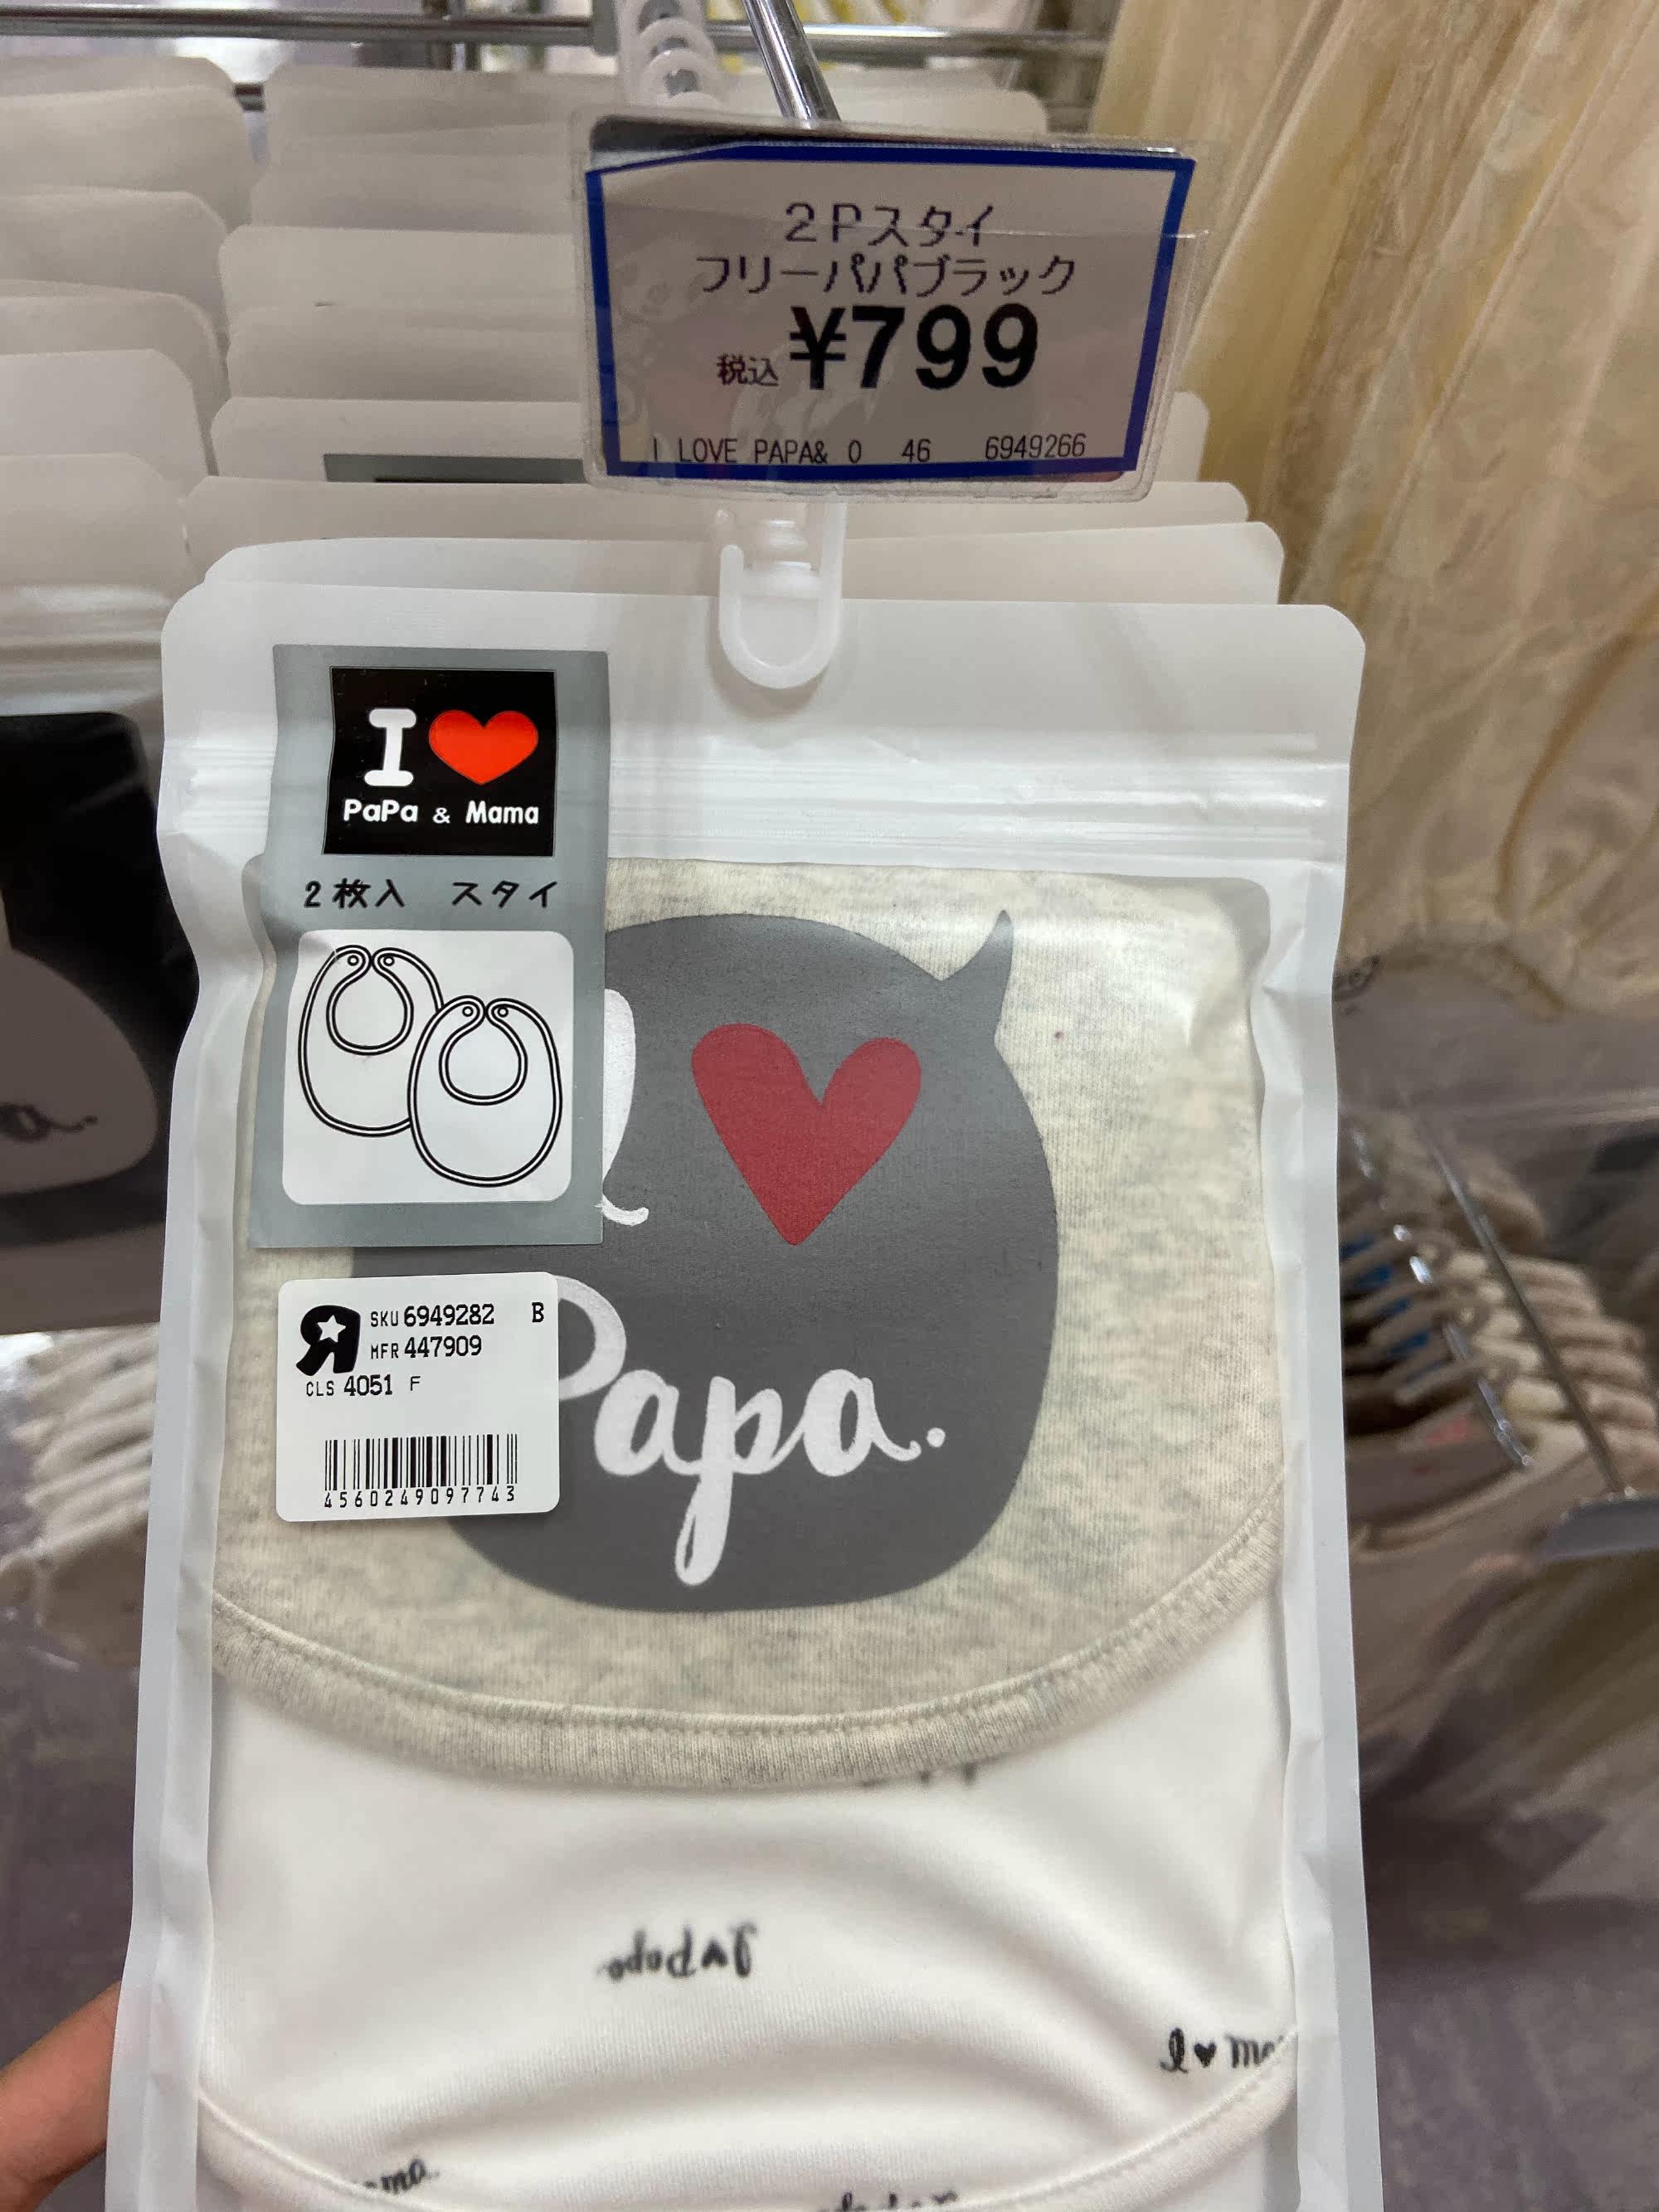 2Pスタイ
フリーパパブラック
税込 ¥799
I LOVE PAPA& 0 46 6949266
I
PaPa & Mama
2枚入 スタイ
I
Papa.
SKU 6949282 B
MFR 447909
CLS 4051 F
4560249097743
I papa
I ma
a.